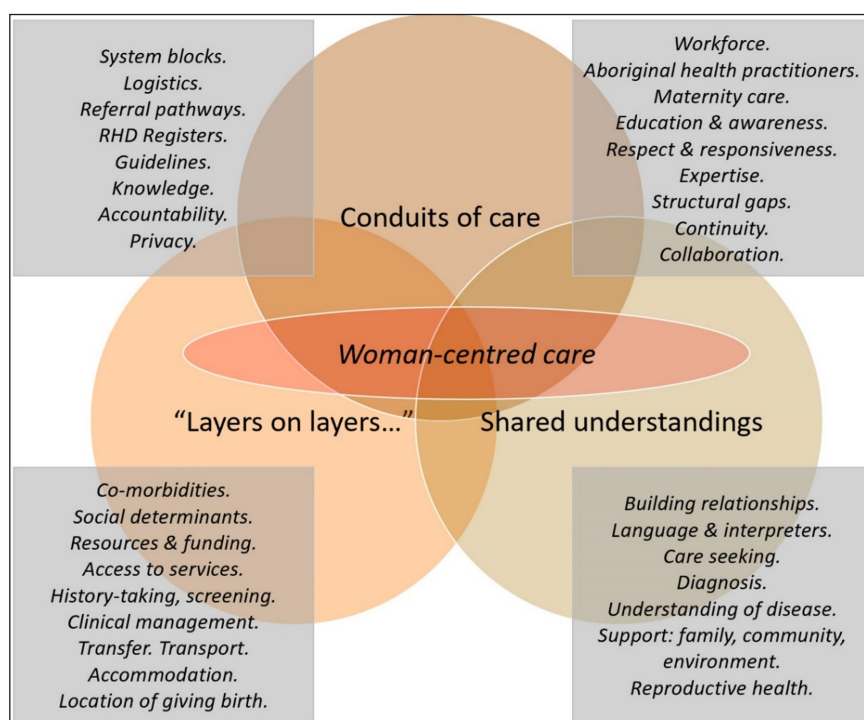 System blocks.
Logistics.
Referral pathways.
RHD Registers.
Guidelines.
Knowledge.
Accountability.
Privacy.
Workforce.
Aboriginal health practitioners.
Maternity care.
Education & awareness.
Respect & responsiveness.
Expertise.
Structural gaps.
Continuity.
Collaboration.
Conduits of care
Woman-centred care
“Layers on layers...”
Shared understandings
Co-morbidities.
Social determinants.
Resources & funding.
Access to services.
History-taking, screening.
Clinical management.
Transfer. Transport.
Accommodation.
Location of giving birth.
Building relationships.
Language & interpreters.
Care seeking.
Diagnosis.
Understanding of disease.
Support: family, community,
environment.
Reproductive health.